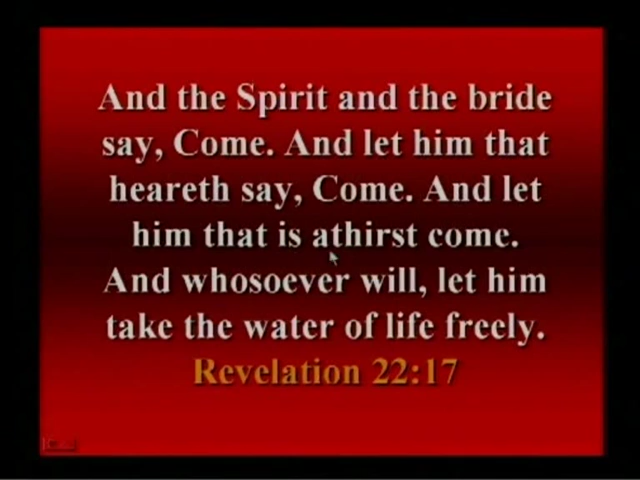 And the Spirit and the bride
say, Come. And let him that
heareth say, Come. And let
him that is athirst come.
And whosoever will, let him
take the water of life freely.
Revelation 22:17